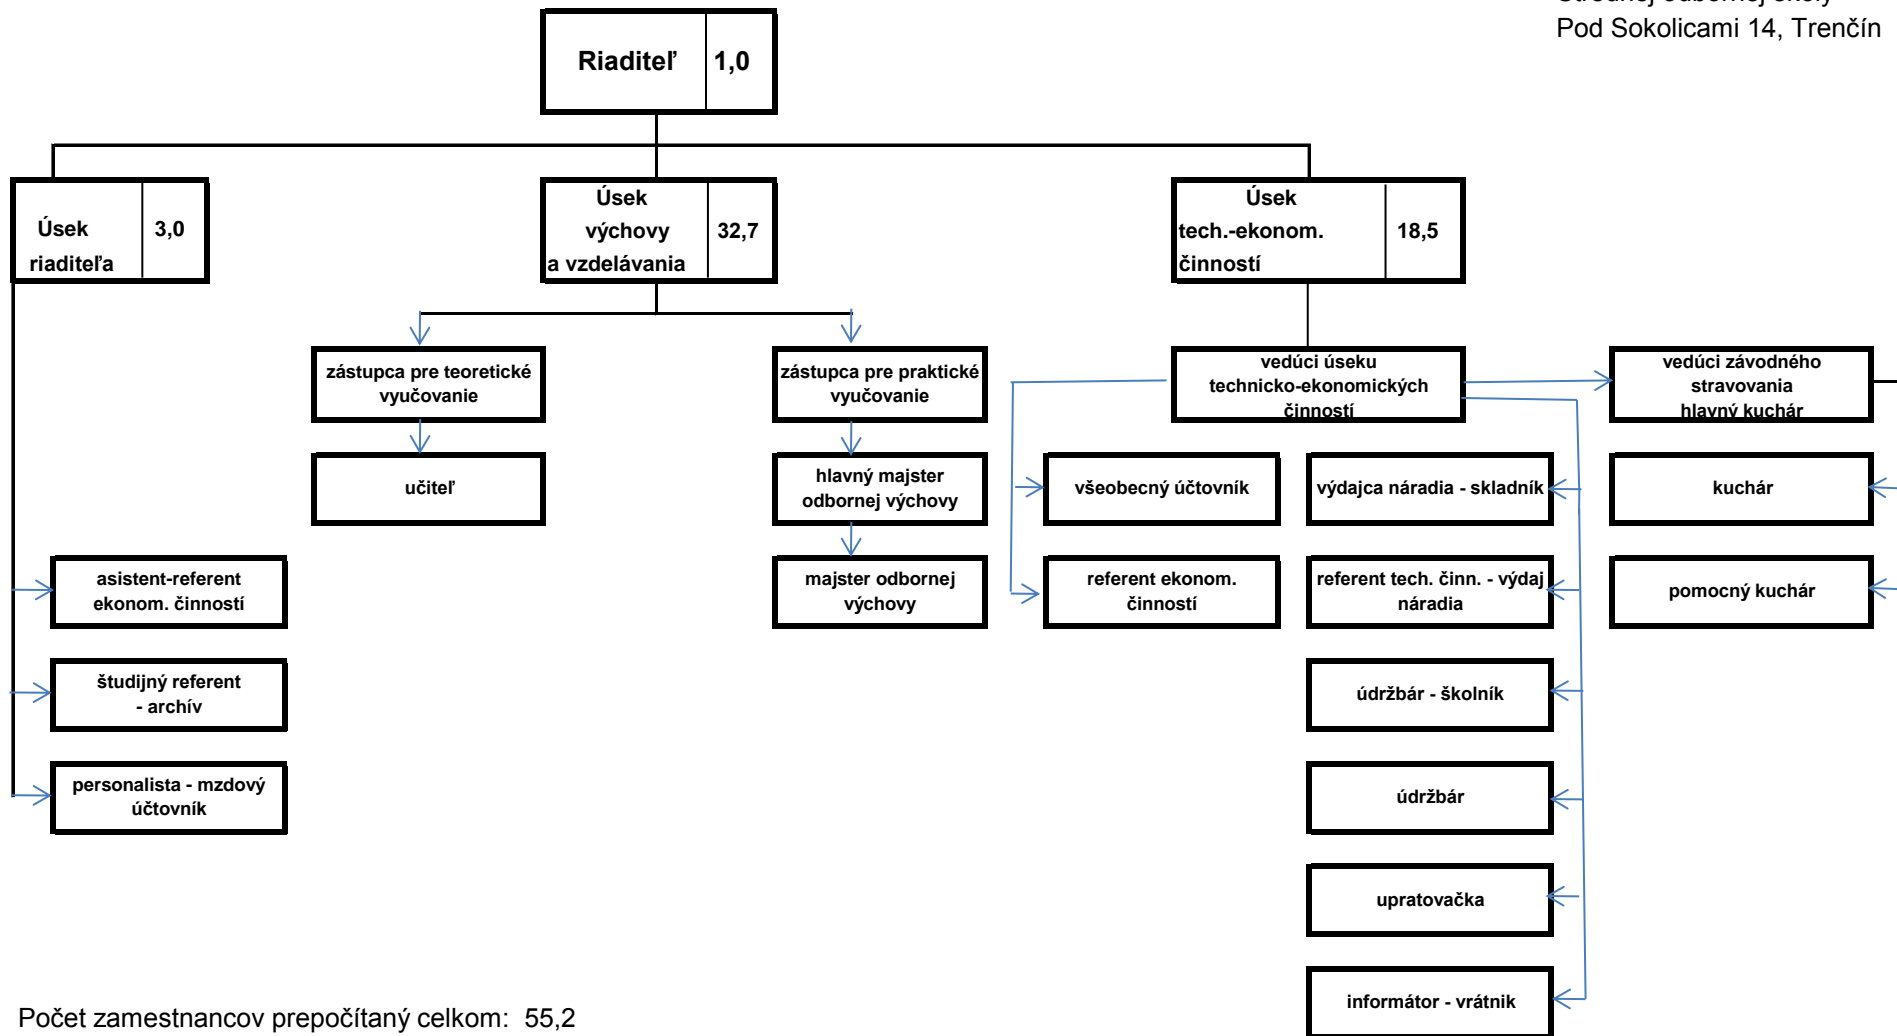 Pod Sokolicami 14, Trenčín
Riaditeľ 1,0
Úsek
riaditeľa
3,0
Úsek
výchovy
a vzdelávania
32,7
Úsek
tech.-ekonom.
činností
18,5
zástupca pre teoretické
vyučovanie
zástupca pre praktické
vyučovanie
vedúci úseku
technicko-ekonomických
činností
vedúci závodného
stravovania
hlavný kuchár
učiteľ
hlavný majster
odbornej výchovy
všeobecný účtovník
výdajca náradia - skladník
kuchár
asistent-referent
ekonom. činností
majster odbornej
výchovy
referent ekonom.
činností
referent tech. činn. - výdaj
náradia
pomocný kuchár
študijný referent
- archív
údržbár - školník
personalista - mzdový
účtovník
údržbár
upratovačka
informátor - vrátnik
Počet zamestnancov prepočítaný celkom: 55,2